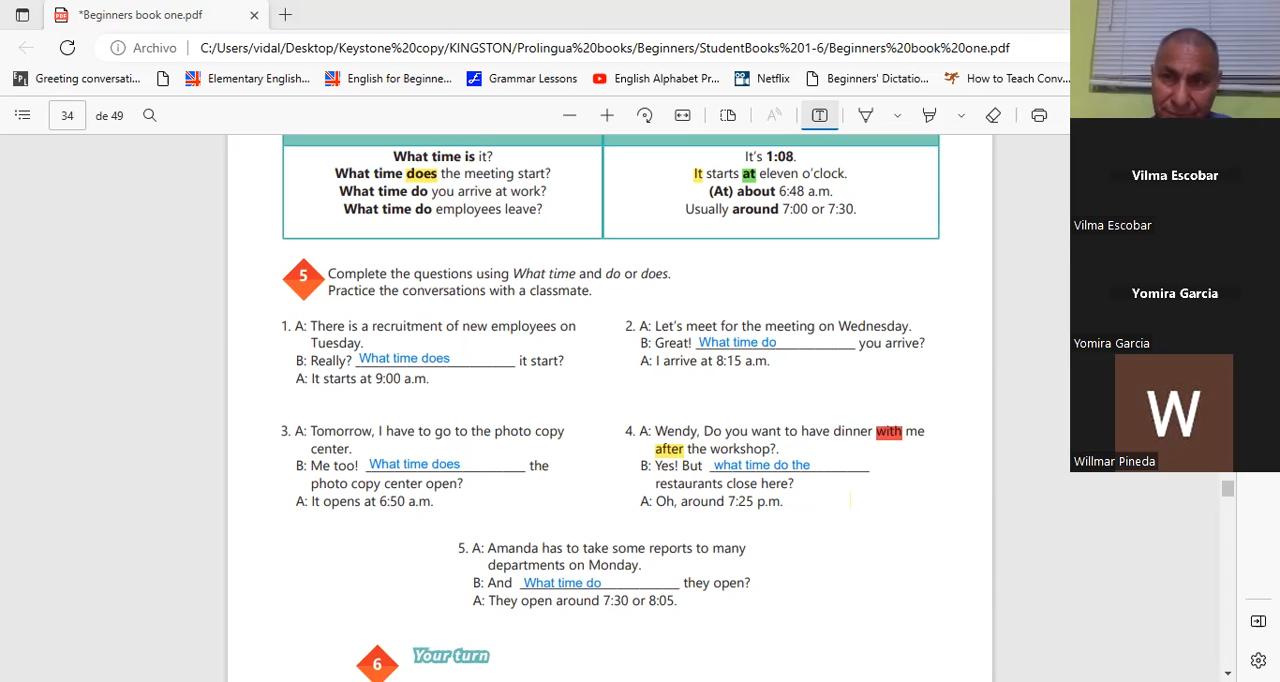 *Beginners book one.pdf
Archivo C:/Users/vidal/Desktop/Keystone%20copy/KINGSTON/Prolingua%20books/Beginners/StudentBooks%201-6/Beginners%20book%20one.pdf
Greeting conversati... Elementary English... English for Beginne... Grammar Lessons English Alphabet Pr... Netflix Beginners' Dictatio... How to Teach Conv...
34 de 49
What time is it? It's 1:08.
What time does the meeting start? It starts at eleven o'clock.
What time do you arrive at work? (At) about 6:48 a.m.
What time do employees leave? Usually around 7:00 or 7:30.
5 Complete the questions using What time and do or does.
Practice the conversations with a classmate.
1. A: There is a recruitment of new employees on
Tuesday.
B: Really? What time does it start?
A: It starts at 9:00 a.m.
2. A: Let's meet for the meeting on Wednesday.
B: Great! What time do you arrive?
A: I arrive at 8:15 a.m.
3. A: Tomorrow, I have to go to the photo copy
center.
B: Me too! What time does the
photo copy center open?
A: It opens at 6:50 a.m.
4. A: Wendy, Do you want to have dinner with me
after the workshop?.
B: Yes! But what time do the
restaurants close here?
A: Oh, around 7:25 p.m.
5. A: Amanda has to take some reports to many
departments on Monday.
B: And What time do they open?
A: They open around 7:30 or 8:05.
6 Your turn
Vilma Escobar
Vilma Escobar
Yomira Garcia
Yomira Garcia
W
Willmar Pineda